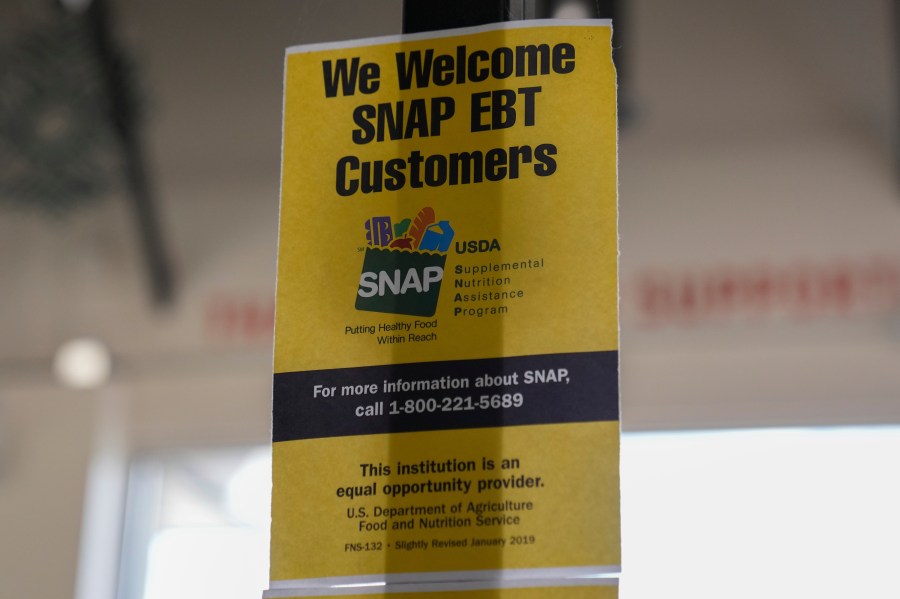 We Welcome
SNAP EBT
Customers
SNAP
USDA
Supplemental
Nutrition
Assistance
Program
Putting Healthy Food
Within Reach
For more information about SNAP,
call 1-800-221-5689
This institution is an
equal opportunity provider.
U.S. Department of Agriculture
Food and Nutrition Service
FNS-132 • Slightly Revised January 2019
SUPPORT